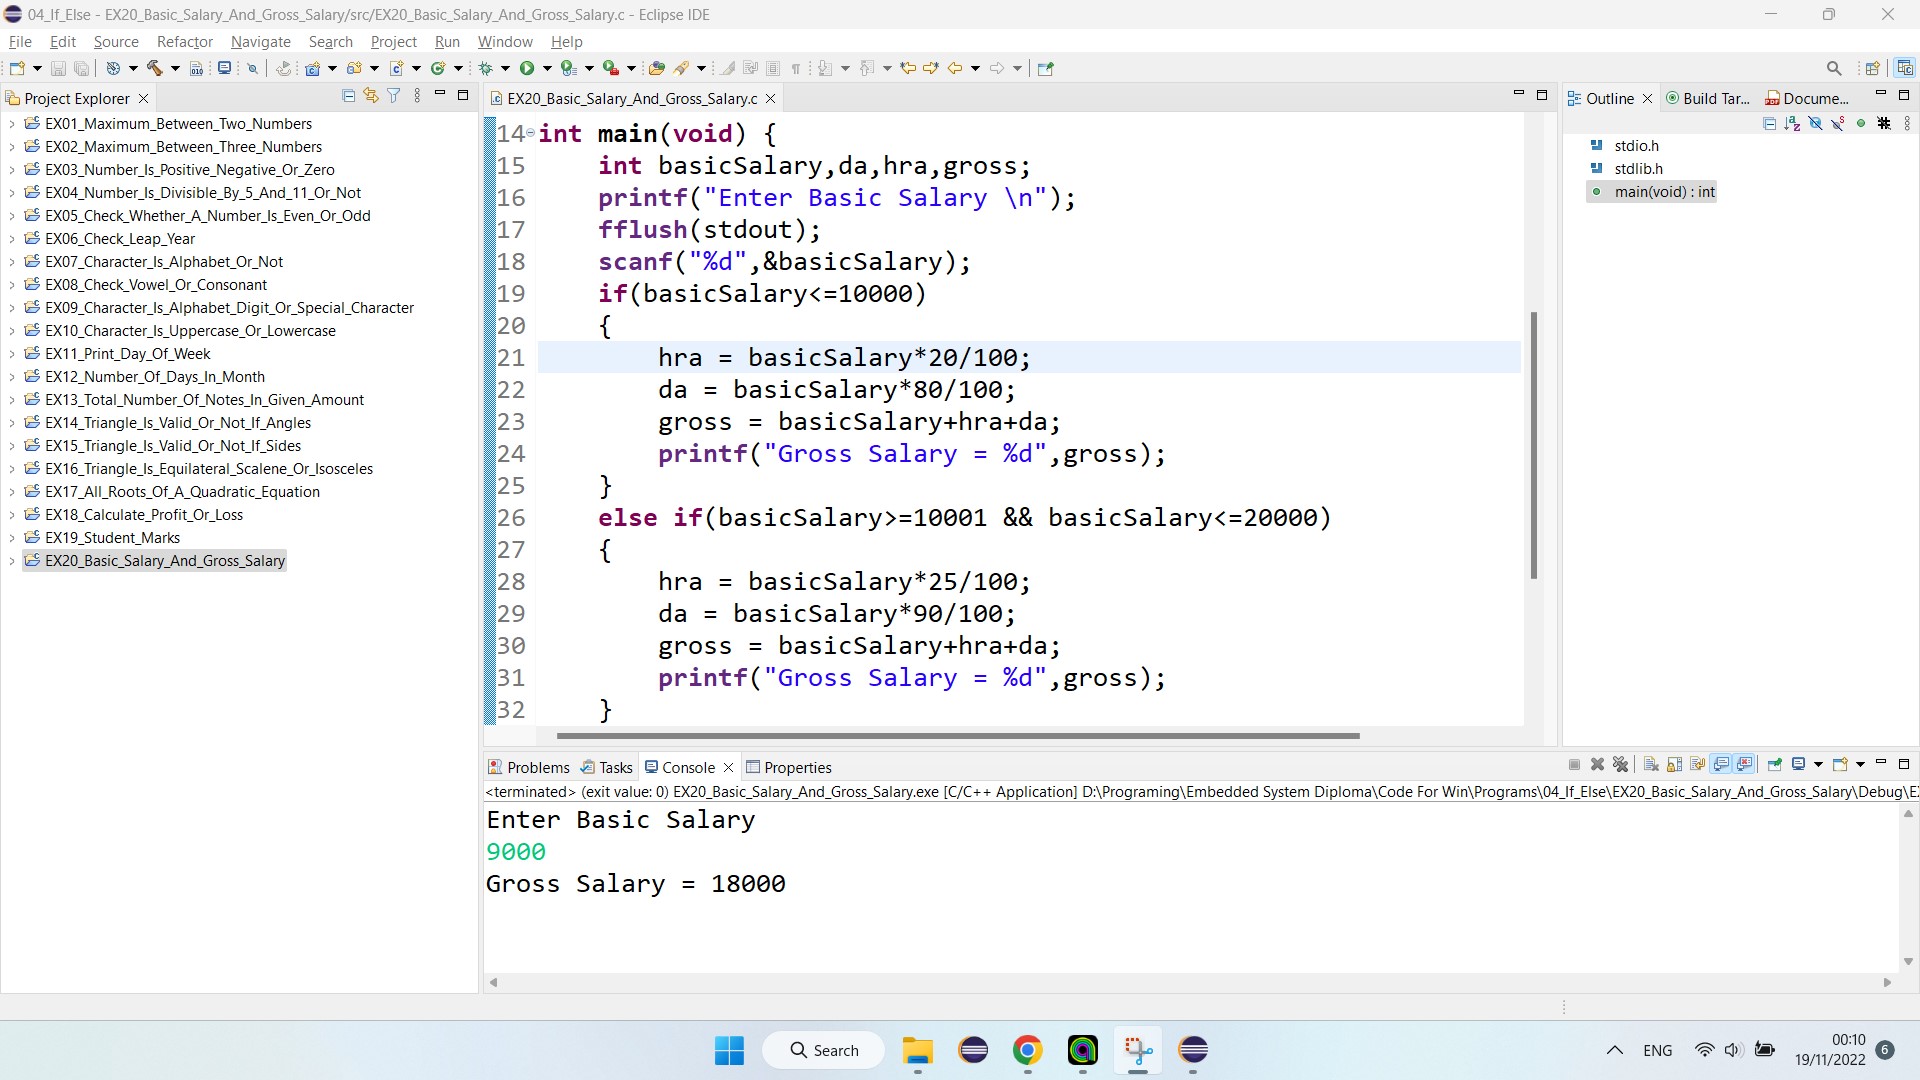 04_If_Else - EX20_Basic_Salary_And_Gross_Salary/src/EX20_Basic_Salary_And_Gross_Salary.c - Eclipse IDE
File Edit Source Refactor Navigate Search Project Run Window Help
Project Explorer
EX01_Maximum_Between_Two_Numbers
EX02_Maximum_Between_Three_Numbers
EX03_Number_Is_Positive_Negative_Or_Zero
EX04_Number_Is_Divisible_By_5_And_11_Or_Not
EX05_Check_Whether_A_Number_Is_Even_Or_Odd
EX06_Check_Leap_Year
EX07_Character_Is_Alphabet_Or_Not
EX08_Check_Vowel_Or_Consonant
EX09_Character_Is_Alphabet_Digit_Or_Special_Character
EX10_Character_Is_Uppercase_Or_Lowercase
EX11_Print_Day_Of_Week
EX12_Number_Of_Days_In_Month
EX13_Total_Number_Of_Notes_In_Given_Amount
EX14_Triangle_Is_Valid_Or_Not_If_Angles
EX15_Triangle_Is_Valid_Or_Not_If_Sides
EX16_Triangle_Is_Equilateral_Scalene_Or_Isosceles
EX17_All_Roots_Of_A_Quadratic_Equation
EX18_Calculate_Profit_Or_Loss
EX19_Student_Marks
EX20_Basic_Salary_And_Gross_Salary
EX20_Basic_Salary_And_Gross_Salary.c
14 int main(void) {
15     int basicSalary,da,hra,gross;
16     printf("Enter Basic Salary \n");
17     fflush(stdout);
18     scanf("%d",&basicSalary);
19     if(basicSalary<=10000)
20     {
21         hra = basicSalary*20/100;
22         da = basicSalary*80/100;
23         gross = basicSalary+hra+da;
24         printf("Gross Salary = %d",gross);
25     }
26     else if(basicSalary>=10001 && basicSalary<=20000)
27     {
28         hra = basicSalary*25/100;
29         da = basicSalary*90/100;
30         gross = basicSalary+hra+da;
31         printf("Gross Salary = %d",gross);
32     }
Outline Build Tar... Docume...
stdio.h
stdlib.h
main(void) : int
Problems Tasks Console Properties
<terminated> (exit value: 0) EX20_Basic_Salary_And_Gross_Salary.exe [C/C++ Application] D:\Programing\Embedded System Diploma\Code For Win\Programs\04_If_Else\EX20_Basic_Salary_And_Gross_Salary\Debug\E
Enter Basic Salary
9000
Gross Salary = 18000
Search
ENG
00:10
19/11/2022
6